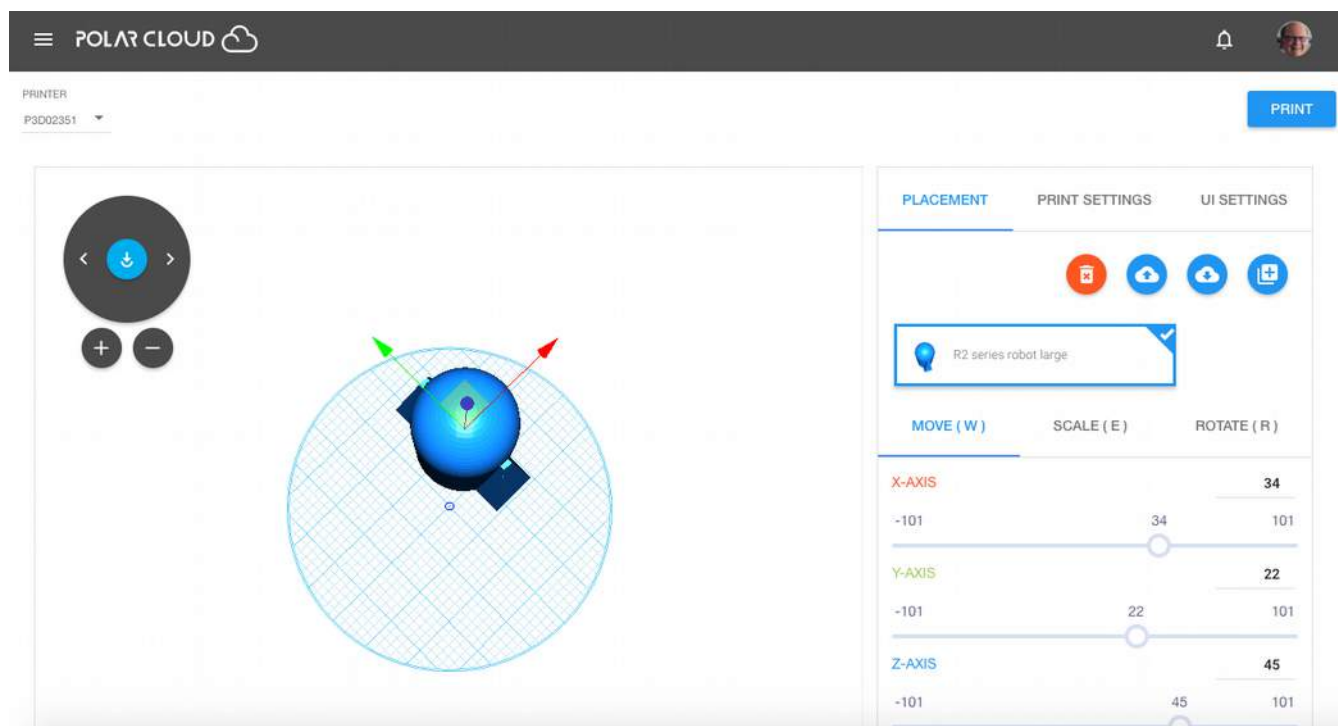 POLAR CLOUD
PRINTER
P3D02351
PRINT
PLACEMENT PRINT SETTINGS UI SETTINGS
R2 series robot large
MOVE ( W ) SCALE ( E ) ROTATE ( R )
X-AXIS 34
-101 34 101
Y-AXIS 22
-101 22 101
Z-AXIS 45
-101 45 101